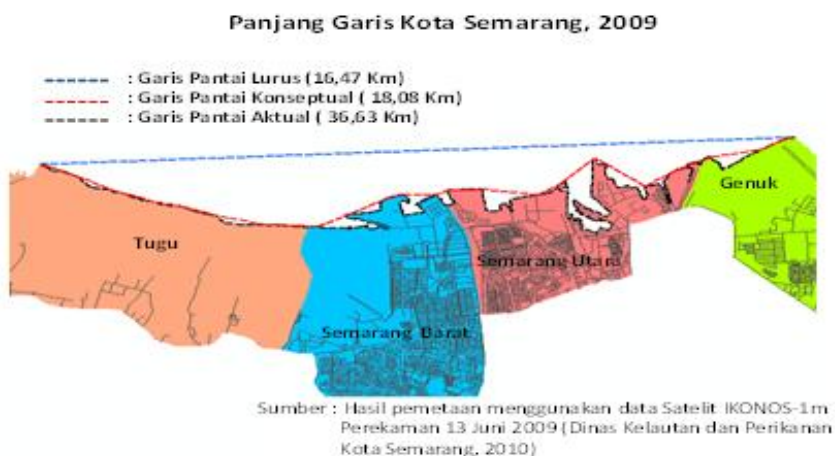 Panjang Garis Kota Semarang, 2009
: Garis Pantai Lurus (16,47 Km)
: Garis Pantai Konseptual ( 18,08 Km)
: Garis Pantai Aktual ( 36,63 Km)
Genuk
Tugu
Semarang Utara
Semarang Barat
Sumber : Hasil pemetaan menggunakan data Satelit IKONOS-1m
Perekaman 13 Juni 2009 (Dinas Kelautan dan Perikanan
Kota Semarang, 2010)